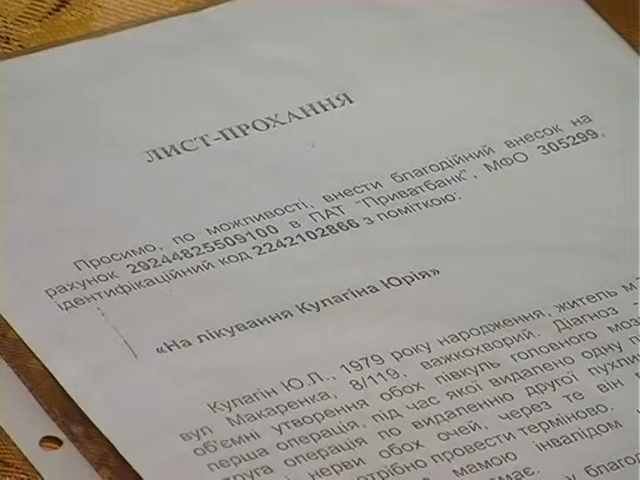 ЛИСТ-ПРОХАННЯ
Просимо, по можливості, внести благодійний внесок на
рахунок 29244825509100 в ПАТ "Приватбанк", МФО 305299,
ідентифікаційний код 2242102866 з поміткою:
«На лікування Кулагіна Юрія»
Кулагін Ю.Л., 1979 року народження, житель м
вул Макаренка, 8/119, важкохворий. Діагноз -
об'ємні утворення обох півкуль головного
перша операція, під час якої видалено одну
друга операція по видаленню другої
нерви обох очей, через те він
потрібно провести терміново.
мамою інвалідом